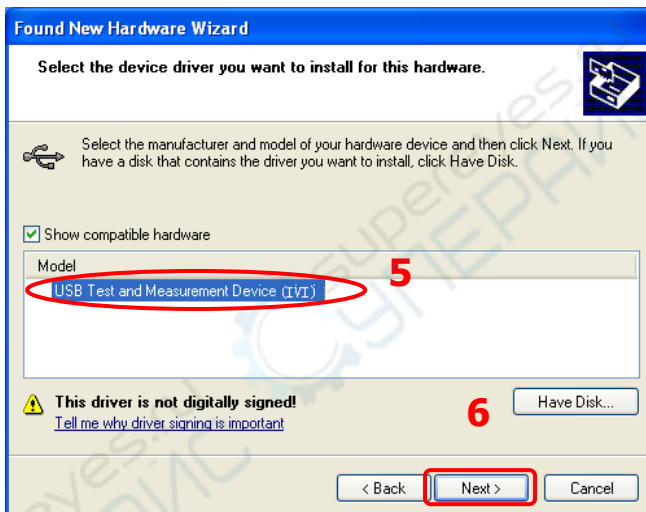 Found New Hardware Wizard
Select the device driver you want to install for this hardware.
Select the manufacturer and model of your hardware device and then click Next. If you
have a disk that contains the driver you want to install, click Have Disk.
Show compatible hardware
Model
5
USB Test and Measurement Device (IVI)
This driver is not digitally signed!
Tell me why driver signing is important
6
Have Disk...
< Back
Next >
Cancel